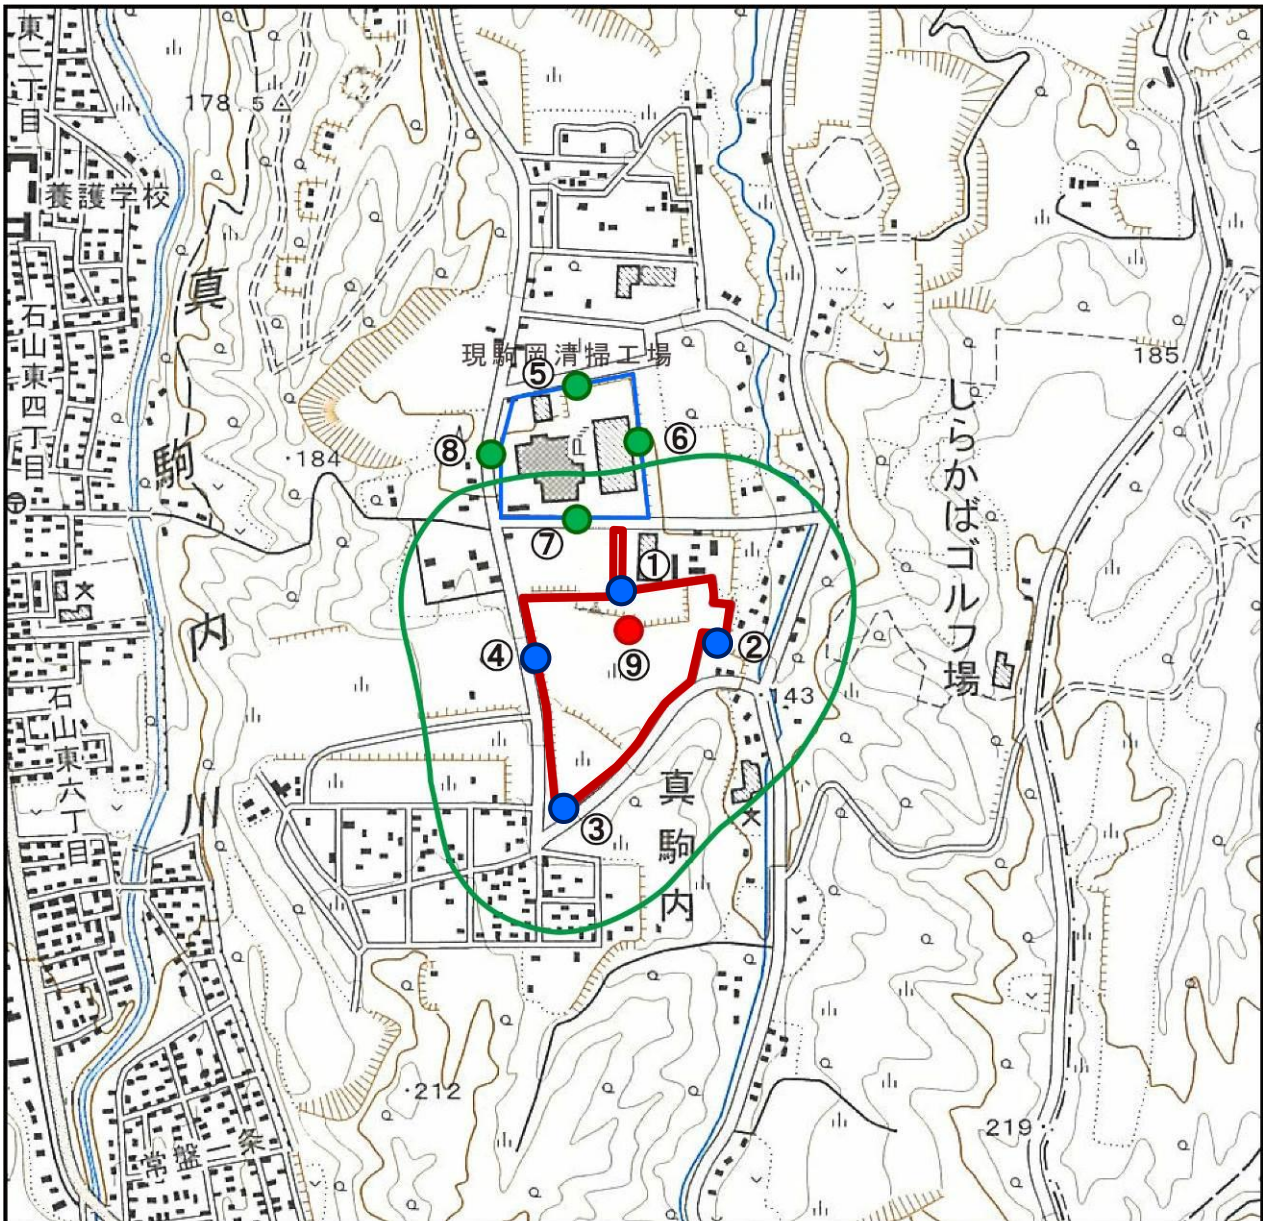 東二丁目
178.5
養護学校
真駒内
石山東四丁目
現駒岡清掃工場
185
⑤
⑧
⑥
184
しらかばゴルフ場
⑦
①
②
④
⑨
43
石山東六丁目
川
真駒内
③
212
219
常盤一条